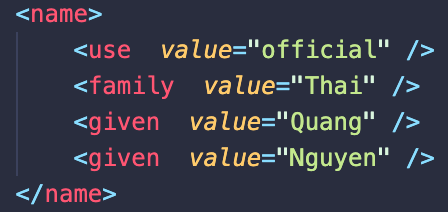 <name>
<use  value="official" />
<family  value="Thai" />
<given  value="Quang" />
<given  value="Nguyen" />
</name>